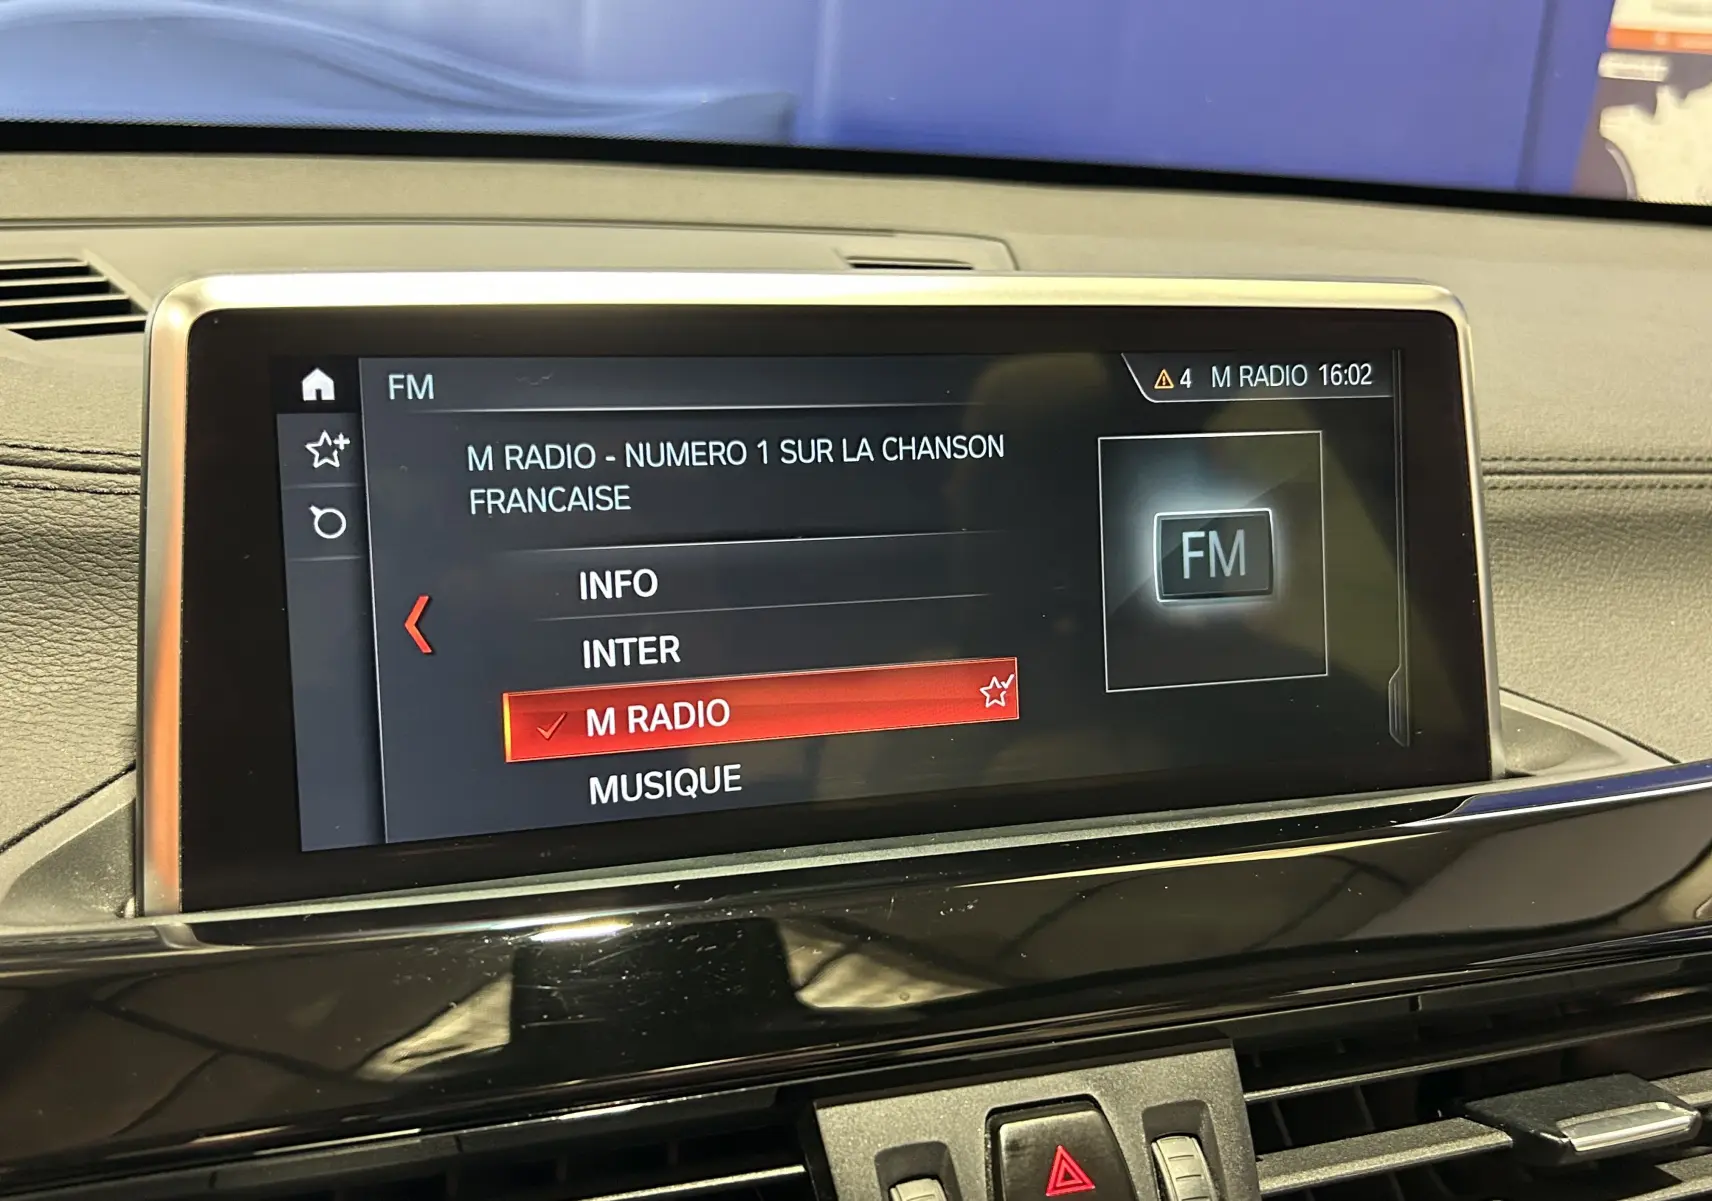 FM
4 M RADIO 16:02
M RADIO - NUMERO 1 SUR LA CHANSON
FRANCAISE
INFO
INTER
M RADIO
MUSIQUE
FM